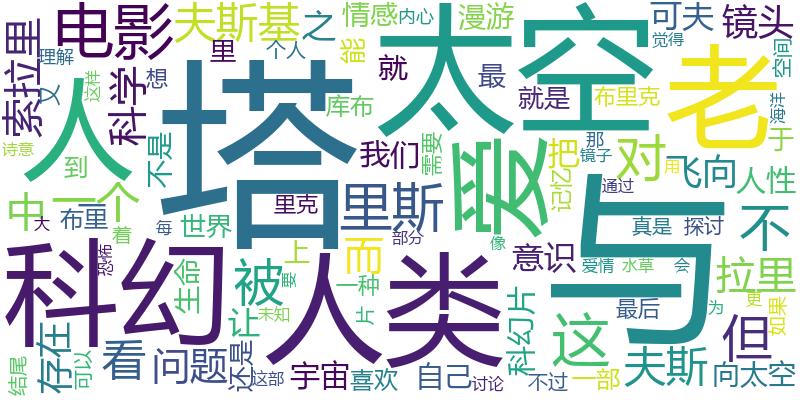 电影
夫斯基
之
情感
内心
漫游
可夫
镜头
里
个人
能
就
最
太空
老
觉得
空间
索拉里
理解
又
这样
科学
想
库布
就是
布里克
海洋
诗意
人
塔
不是
我们
需要
爱
把
那
镜子
记忆
对
飞向
于
人性
到
中
一个
布里
里克
里斯
与
通过
用
不
大
着
每
世界
部分
像
意识
真是
探讨
科幻
恐怖
生命
被
上
而
人类
要
一种
片
爱情
水草
会
拉里
最后
为
更
如果
但
这
科幻片
存在
看
问题
让
未知
还是
结尾
可以
这部
宇宙
喜欢
自己
讨论
不过
一部
夫斯
向太空